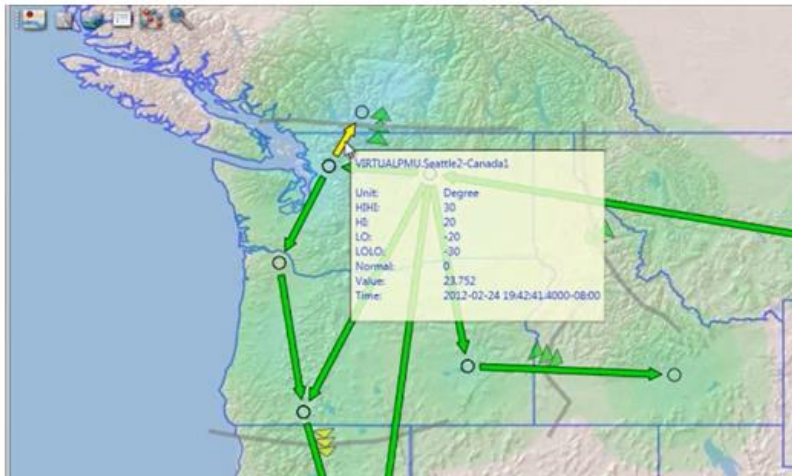 VIRTUALPMU.Seattle2-Canada1
Unit: Degree
HIHI: 30
HI: 20
LO: -20
LOLO: -30
Normal: 0
Value: 23.752
Time: 2012-02-24 19:42:41.4000-08:00